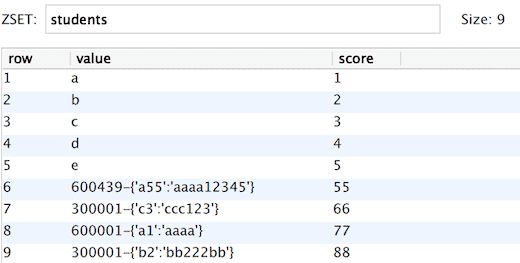 ZSET: students Size: 9
row value score
1 a 1
2 b 2
3 c 3
4 d 4
5 e 5
6 600439-{'a55':'aaaa12345'} 55
7 300001-{'c3':'ccc123'} 66
8 600001-{'a1':'aaaa'} 77
9 300001-{'b2':'bb222bb'} 88